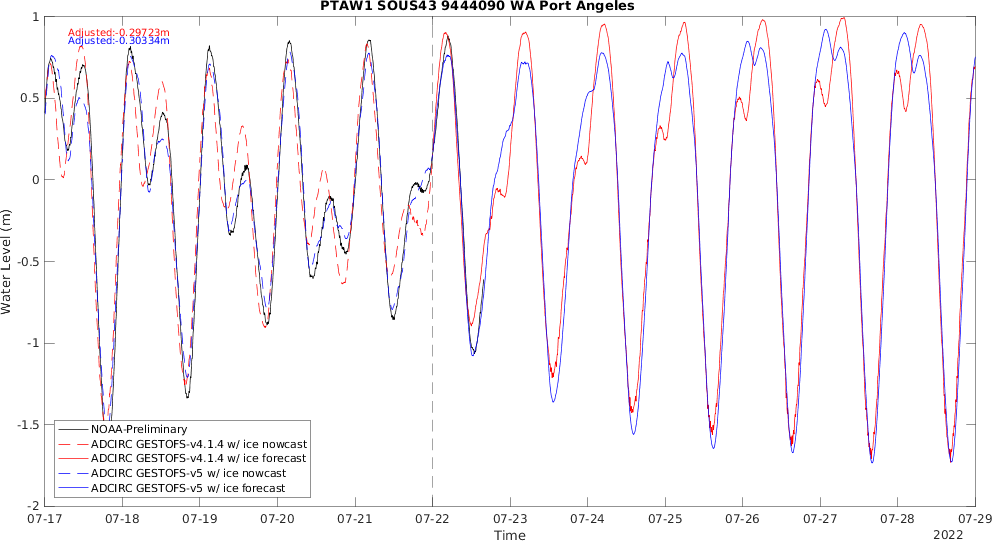 PTAW1 SOUS43 9444090 WA Port Angeles
Adjusted:-0.29723m
Adjusted:-0.30334m
1
0.5
0
-0.5
-1
-1.5
-2
Water Level (m)
NOAA-Preliminary
ADCIRC GESTOFS-v4.1.4 w/ ice nowcast
ADCIRC GESTOFS-v4.1.4 w/ ice forecast
ADCIRC GESTOFS-v5 w/ ice nowcast
ADCIRC GESTOFS-v5 w/ ice forecast
07-17 07-18 07-19 07-20 07-21 07-22 07-23 07-24 07-25 07-26 07-27 07-28 07-29
Time
2022